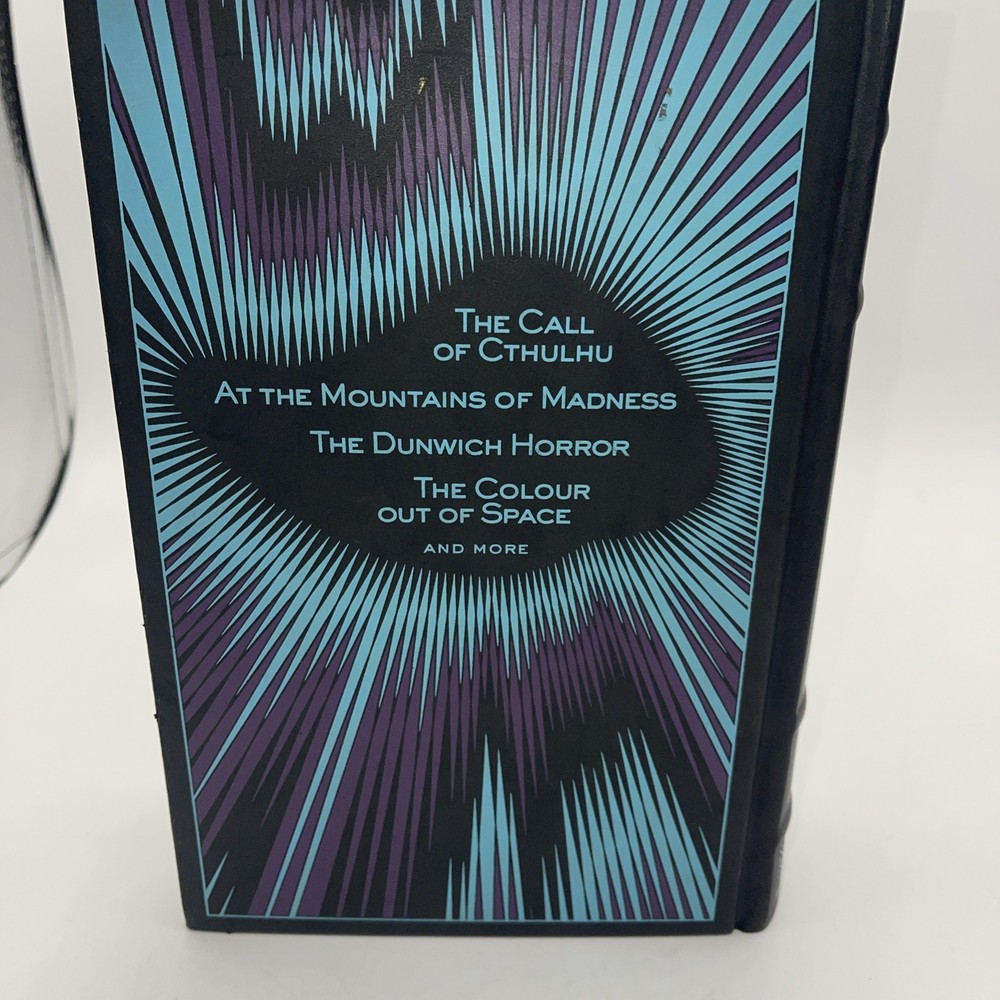 The Call
of Cthulhu
At the Mountains of Madness
The Dunwich Horror
The Colour
out of Space
and more